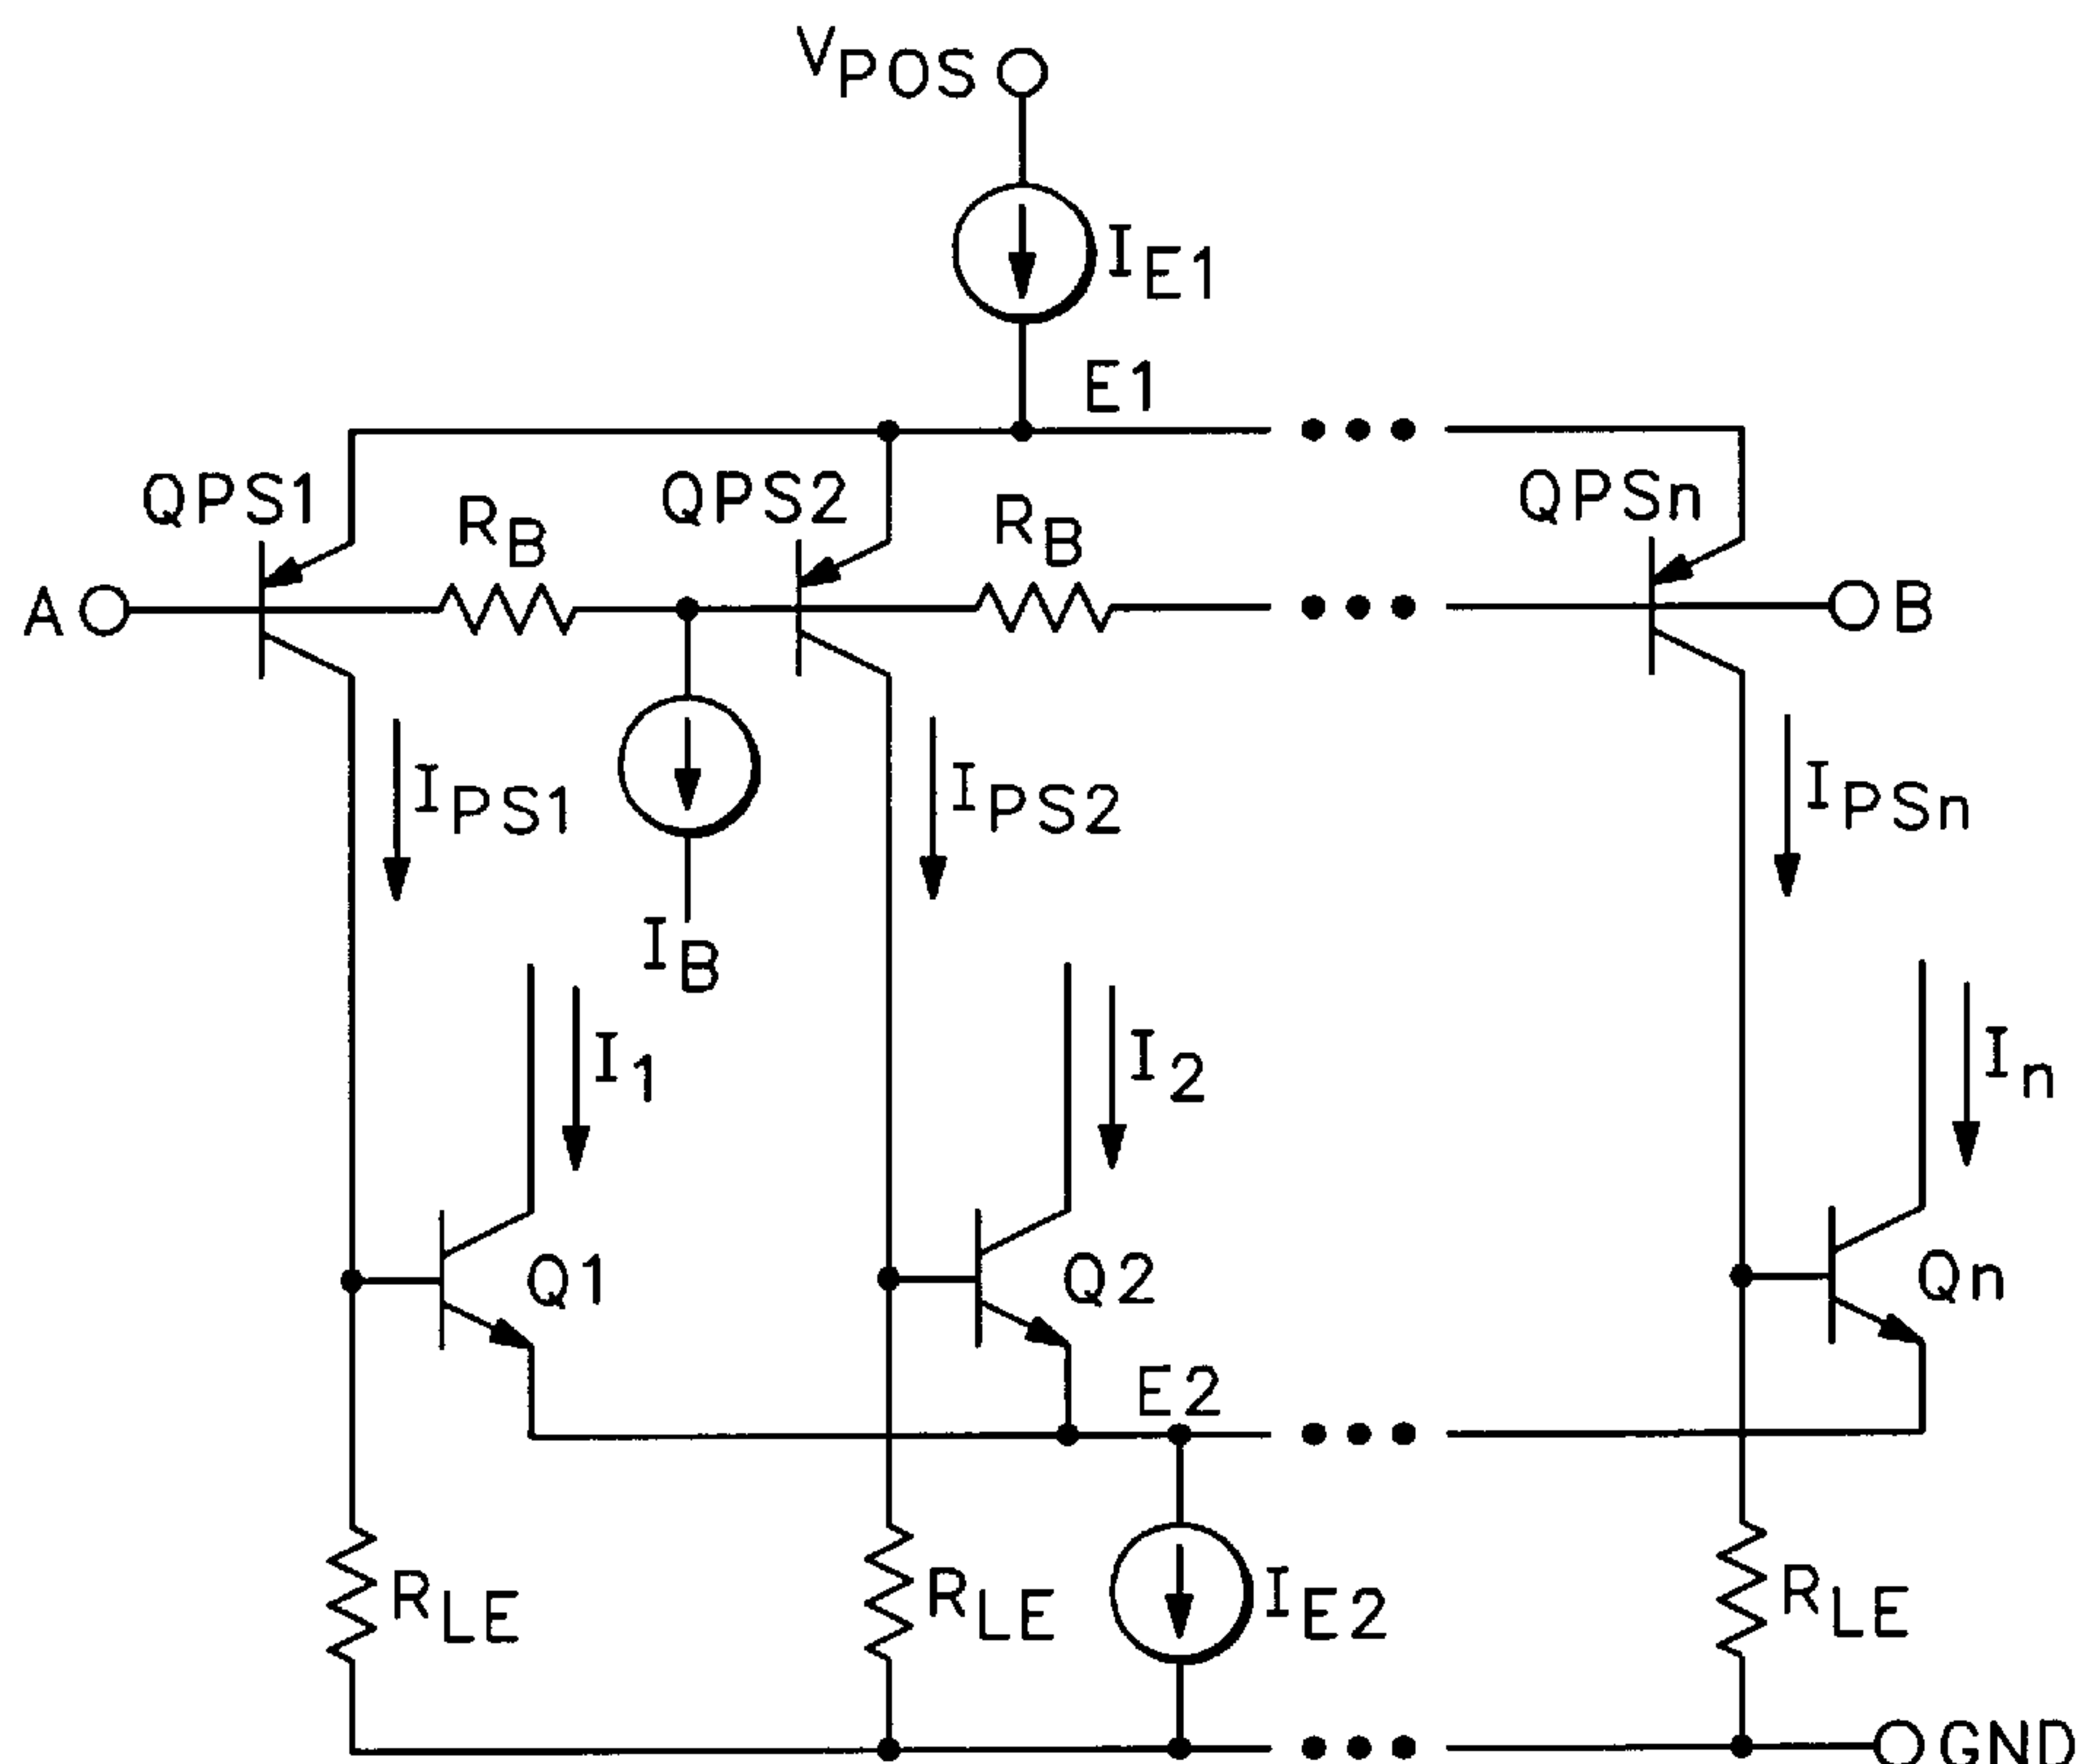 VPOS
IE1
E1
QPS1
RB
QPS2
RB
QPSn
A
B
IPS1
IPS2
IPSn
IB
I1
I2
In
Q1
Q2
Qn
E2
RLE
RLE
IE2
RLE
GND